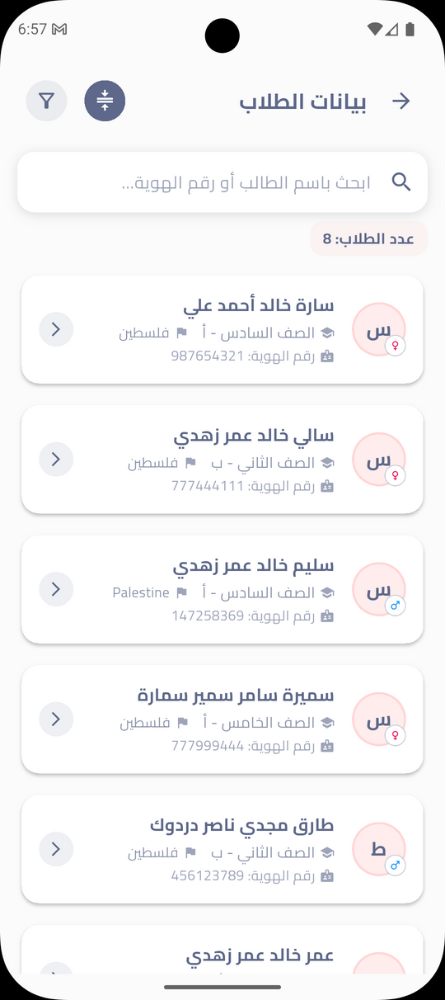 6:57
بيانات الطلاب
ابحث باسم الطالب أو رقم الهوية...
عدد الطلاب: 8
س
سارة خالد أحمد علي
الصف السادس - أ فلسطين
رقم الهوية: 987654321
س
سالي خالد عمر زهدي
الصف الثاني - ب فلسطين
رقم الهوية: 777444111
س
سليم خالد عمر زهدي
الصف السادس - أ Palestine
رقم الهوية: 147258369
س
سميرة سامر سمير سمارة
الصف الخامس - أ فلسطين
رقم الهوية: 777999444
ط
طارق مجدي ناصر دردوك
الصف الثاني - ب فلسطين
رقم الهوية: 456123789
عمر خالد عمر زهدي